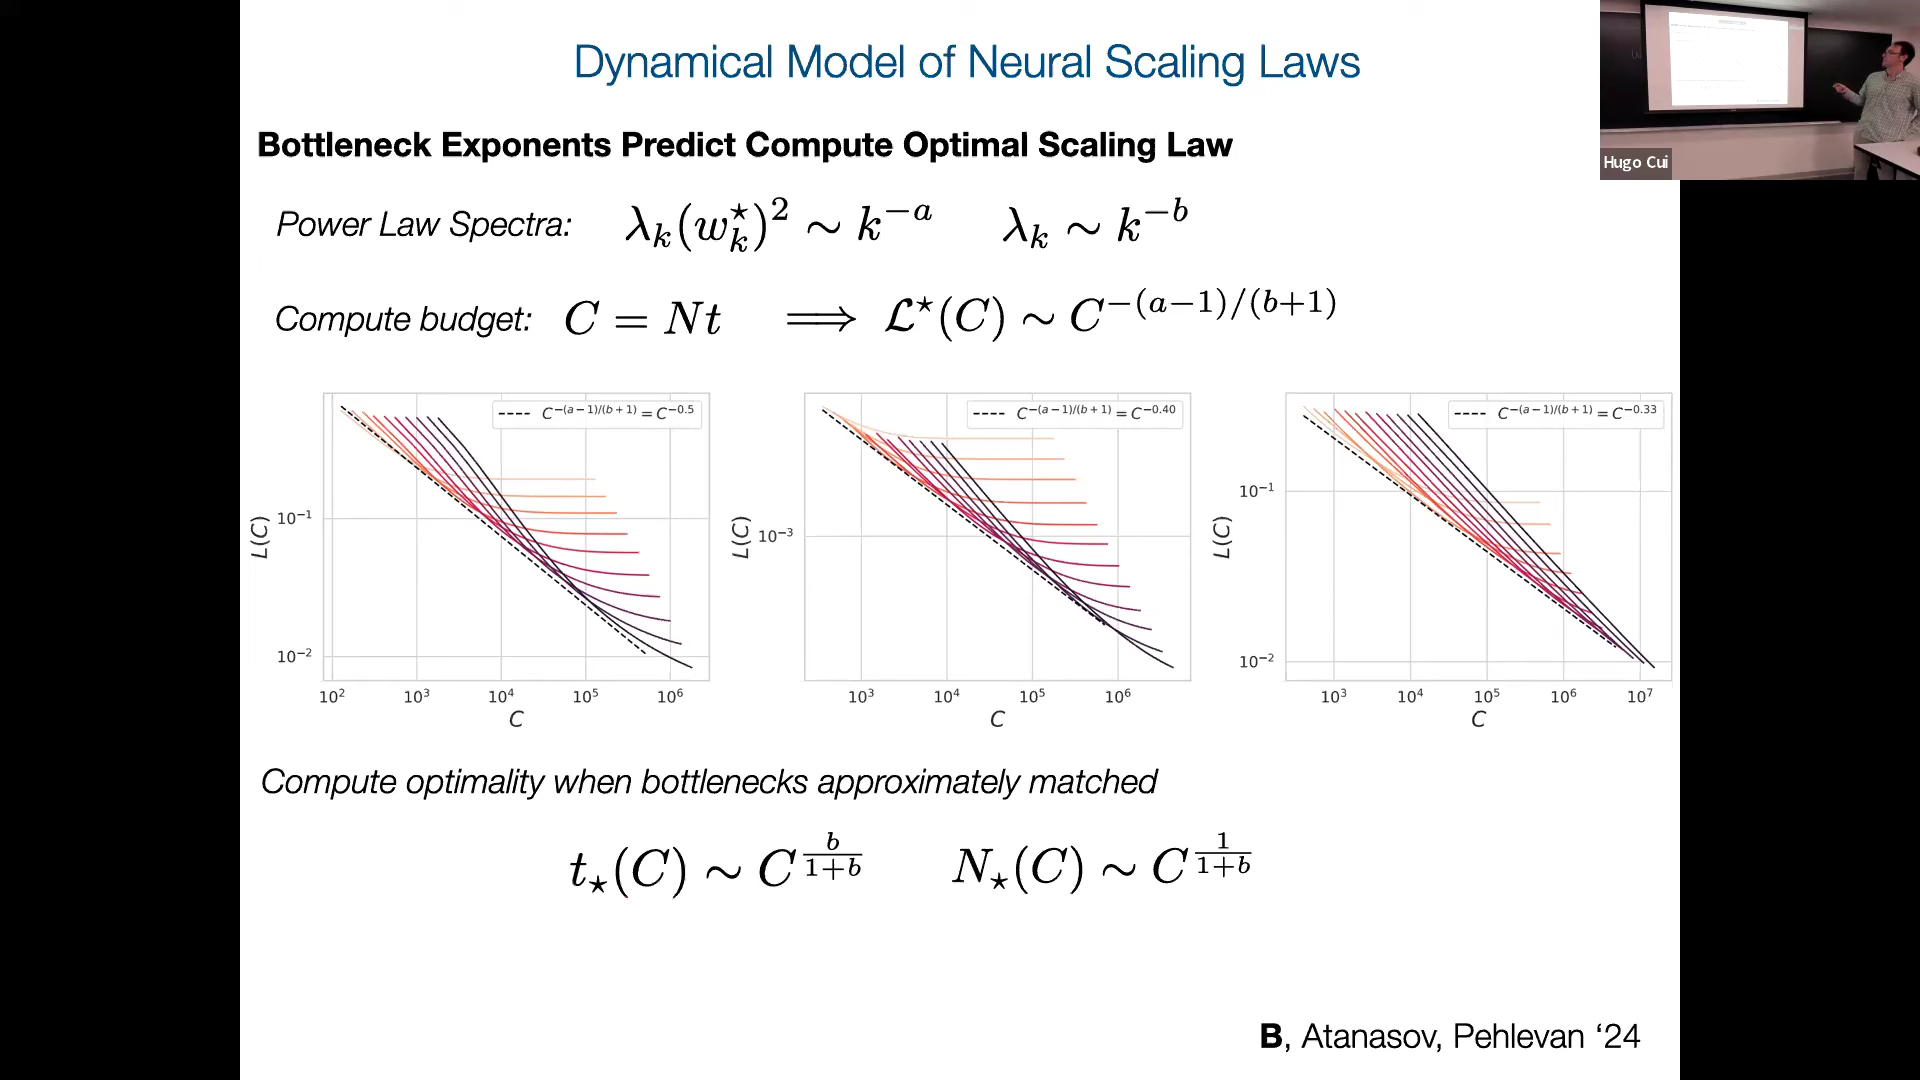 Dynamical Model of Neural Scaling Laws
Hugo Cui
Bottleneck Exponents Predict Compute Optimal Scaling Law
Power Law Spectra: λ_k(w_k^⋆)^2 ∼ k^{−a} λ_k ∼ k^{−b}
Compute budget: C = Nt ⟹ ℒ^⋆(C) ∼ C^{−(a−1)/(b+1)}
C^{−(a−1)/(b+1)} = C^{−0.5}
L(C)
10^{−1}
10^{−2}
10^2 10^3 10^4 10^5 10^6
C
C^{−(a−1)/(b+1)} = C^{−0.40}
L(C)
10^{−3}
10^3 10^4 10^5 10^6
C
C^{−(a−1)/(b+1)} = C^{−0.33}
L(C)
10^{−1}
10^{−2}
10^3 10^4 10^5 10^6 10^7
C
Compute optimality when bottlenecks approximately matched
t_⋆(C) ∼ C^{b/(1+b)} N_⋆(C) ∼ C^{1/(1+b)}
B, Atanasov, Pehlevan ‘24